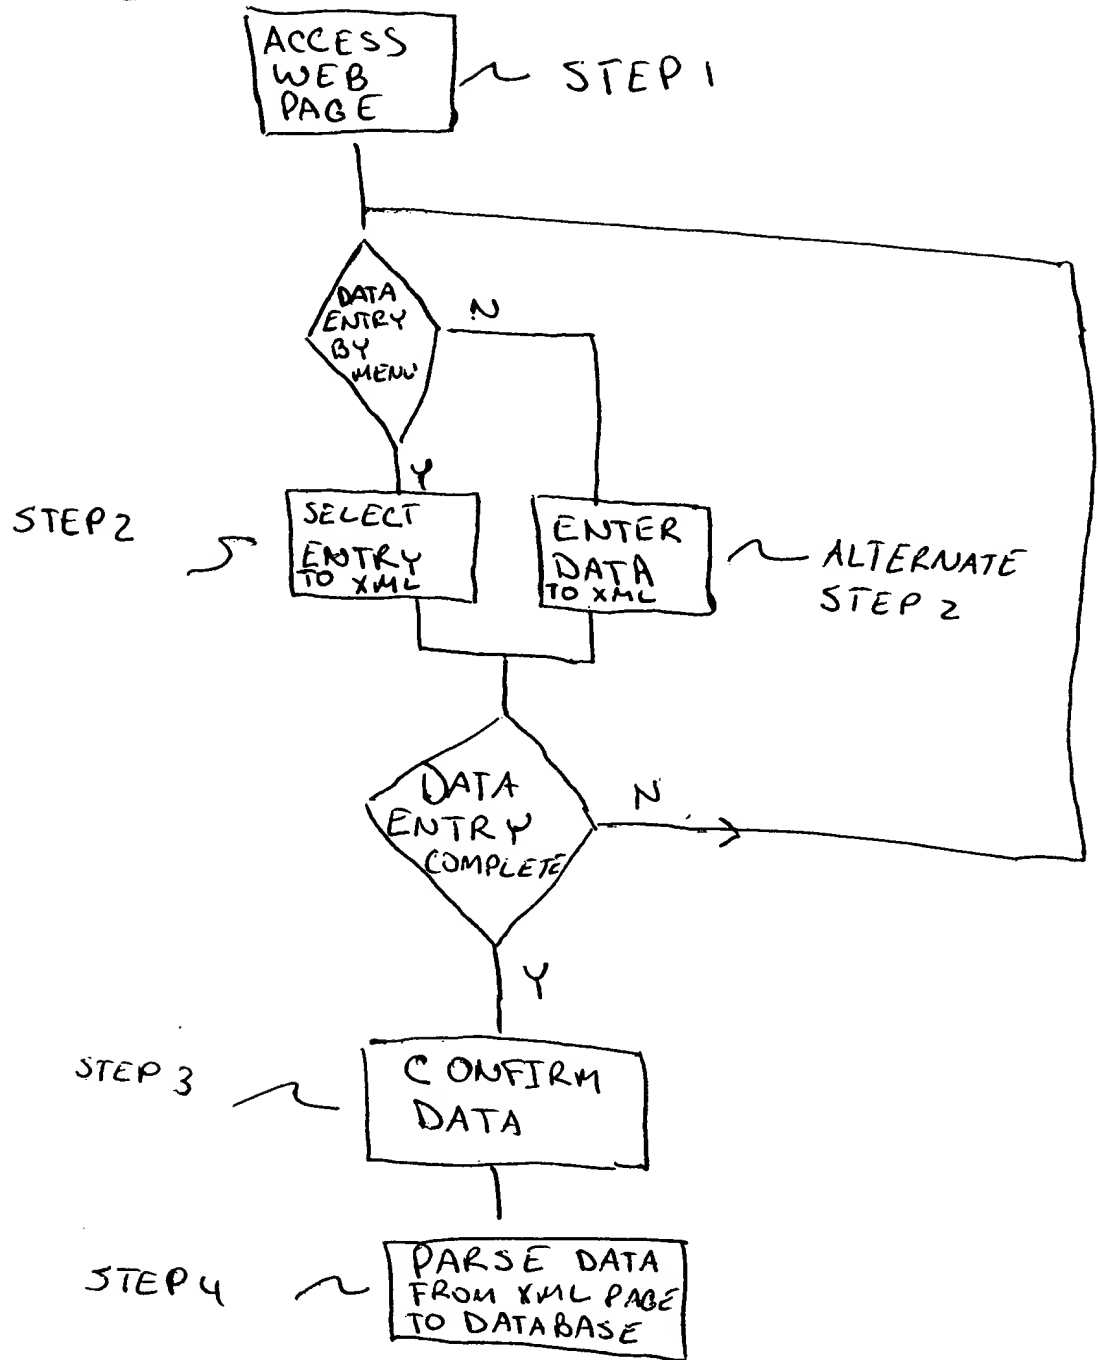 ACCESS
WEB
PAGE
STEP 1
DATA
ENTRY
BY
MENU
N
Y
STEP 2
SELECT
ENTRY
TO XML
ENTER
DATA
TO XML
ALTERNATE
STEP 2
DATA
ENTRY
COMPLETE
N
Y
STEP 3
CONFIRM
DATA
STEP 4
PARSE DATA
FROM XML PAGE
TO DATABASE